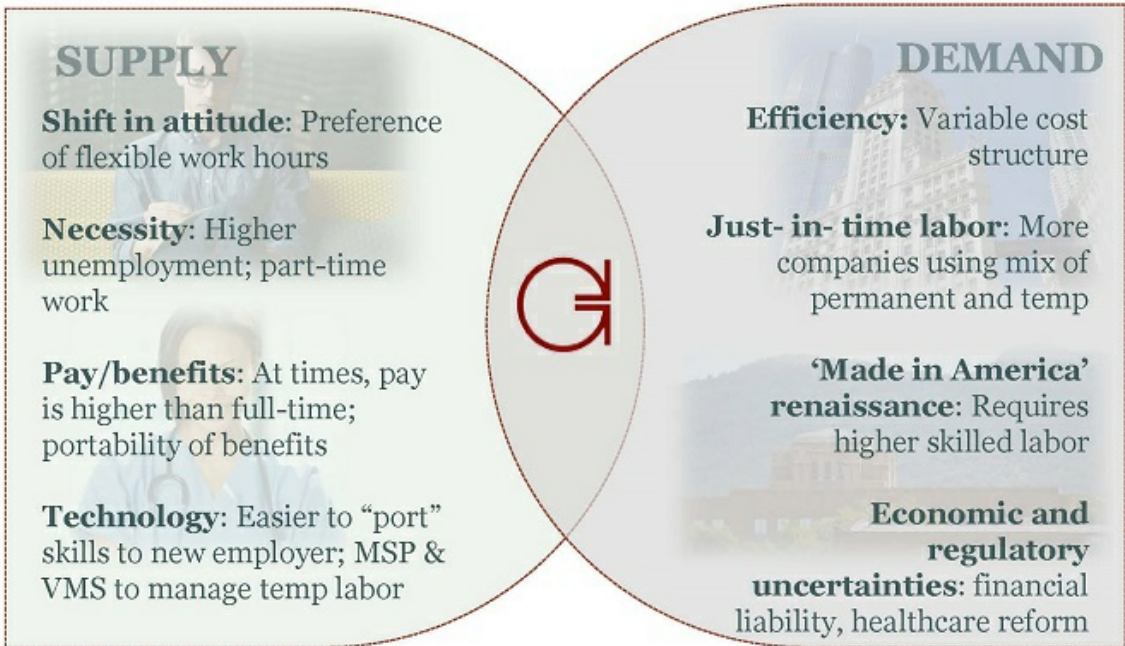 SUPPLY
Shift in attitude: Preference
of flexible work hours
Necessity: Higher
unemployment; part-time
work
Pay/benefits: At times, pay
is higher than full-time;
portability of benefits
Technology: Easier to “port”
skills to new employer; MSP &
VMS to manage temp labor
DEMAND
Efficiency: Variable cost
structure
Just- in- time labor: More
companies using mix of
permanent and temp
‘Made in America’
renaissance: Requires
higher skilled labor
Economic and
regulatory
uncertainties: financial
liability, healthcare reform